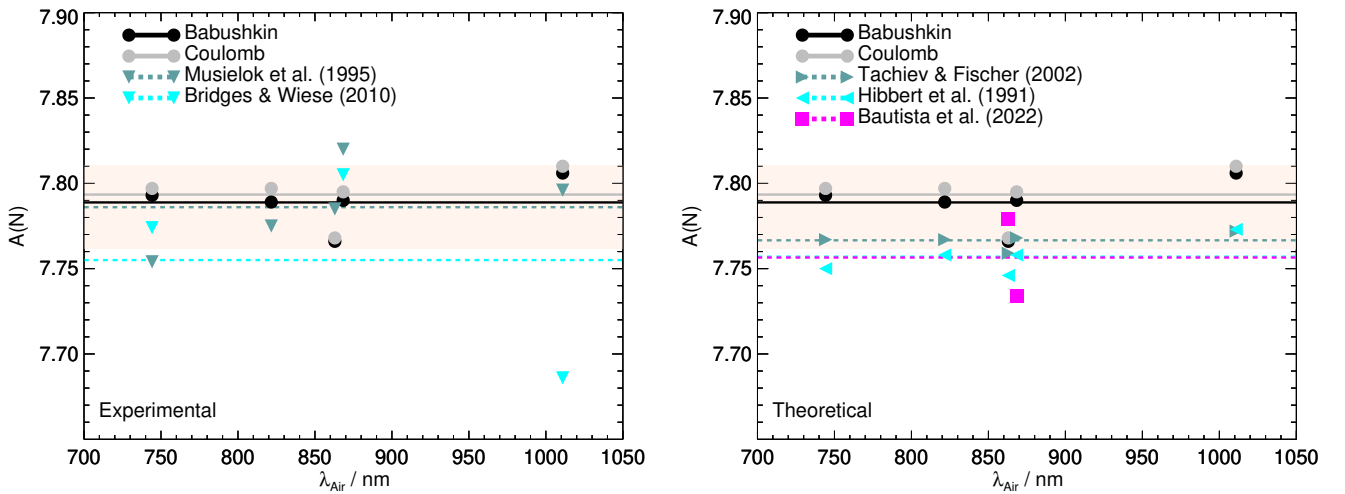 7.90
7.85
7.80
7.75
7.70
A(N)
Babushkin
Coulomb
Musielok et al. (1995)
Bridges & Wiese (2010)
Experimental
700 750 800 850 900 950 1000 1050
λAir / nm
7.90
7.85
7.80
7.75
7.70
A(N)
Babushkin
Coulomb
Tachiev & Fischer (2002)
Hibbert et al. (1991)
Bautista et al. (2022)
Theoretical
700 750 800 850 900 950 1000 1050
λAir / nm